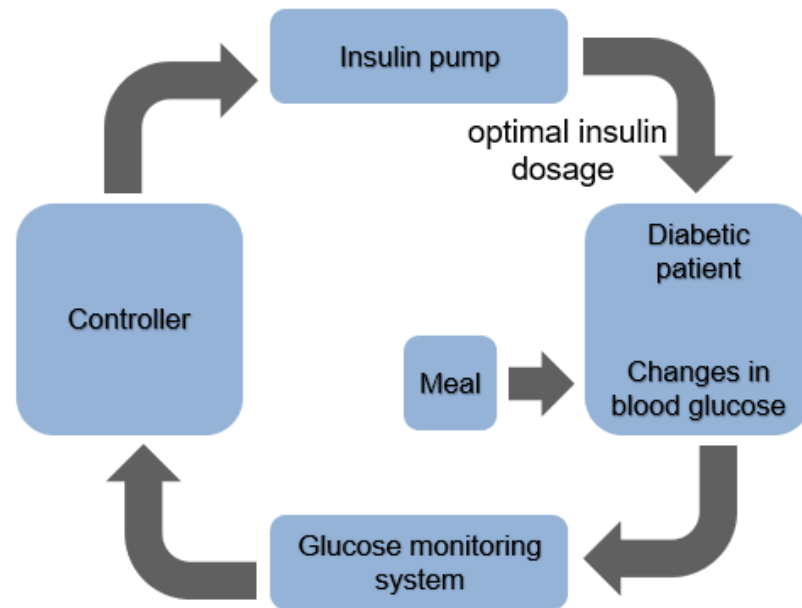 Insulin pump
optimal insulin
dosage
Diabetic
patient
Controller
Meal
Changes in
blood glucose
Glucose monitoring
system